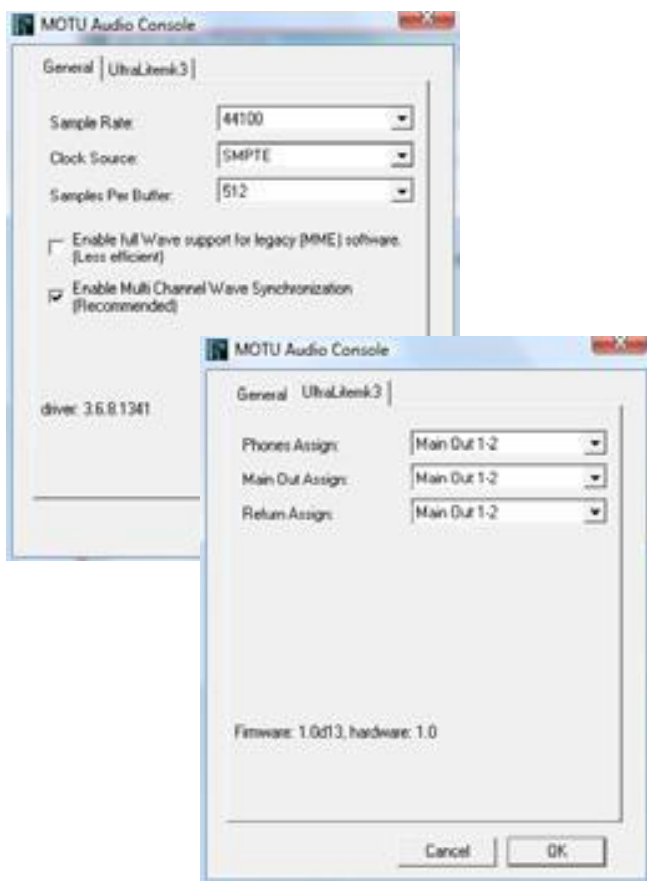 MOTU Audio Console
General UltraLitemk3
Sample Rate: 44100
Clock Source: SMPTE
Samples Per Buffer: 512
Enable full Wave support for legacy (MME) software.
(Less efficient)
Enable Multi Channel Wave Synchronization
(Recommended)
driver: 3.6.8.1341
MOTU Audio Console
General UltraLitemk3
Phones Assign: Main Out 1-2
Main Out Assign: Main Out 1-2
Return Assign: Main Out 1-2
Firmware: 1.0d13, hardware: 1.0
Cancel OK